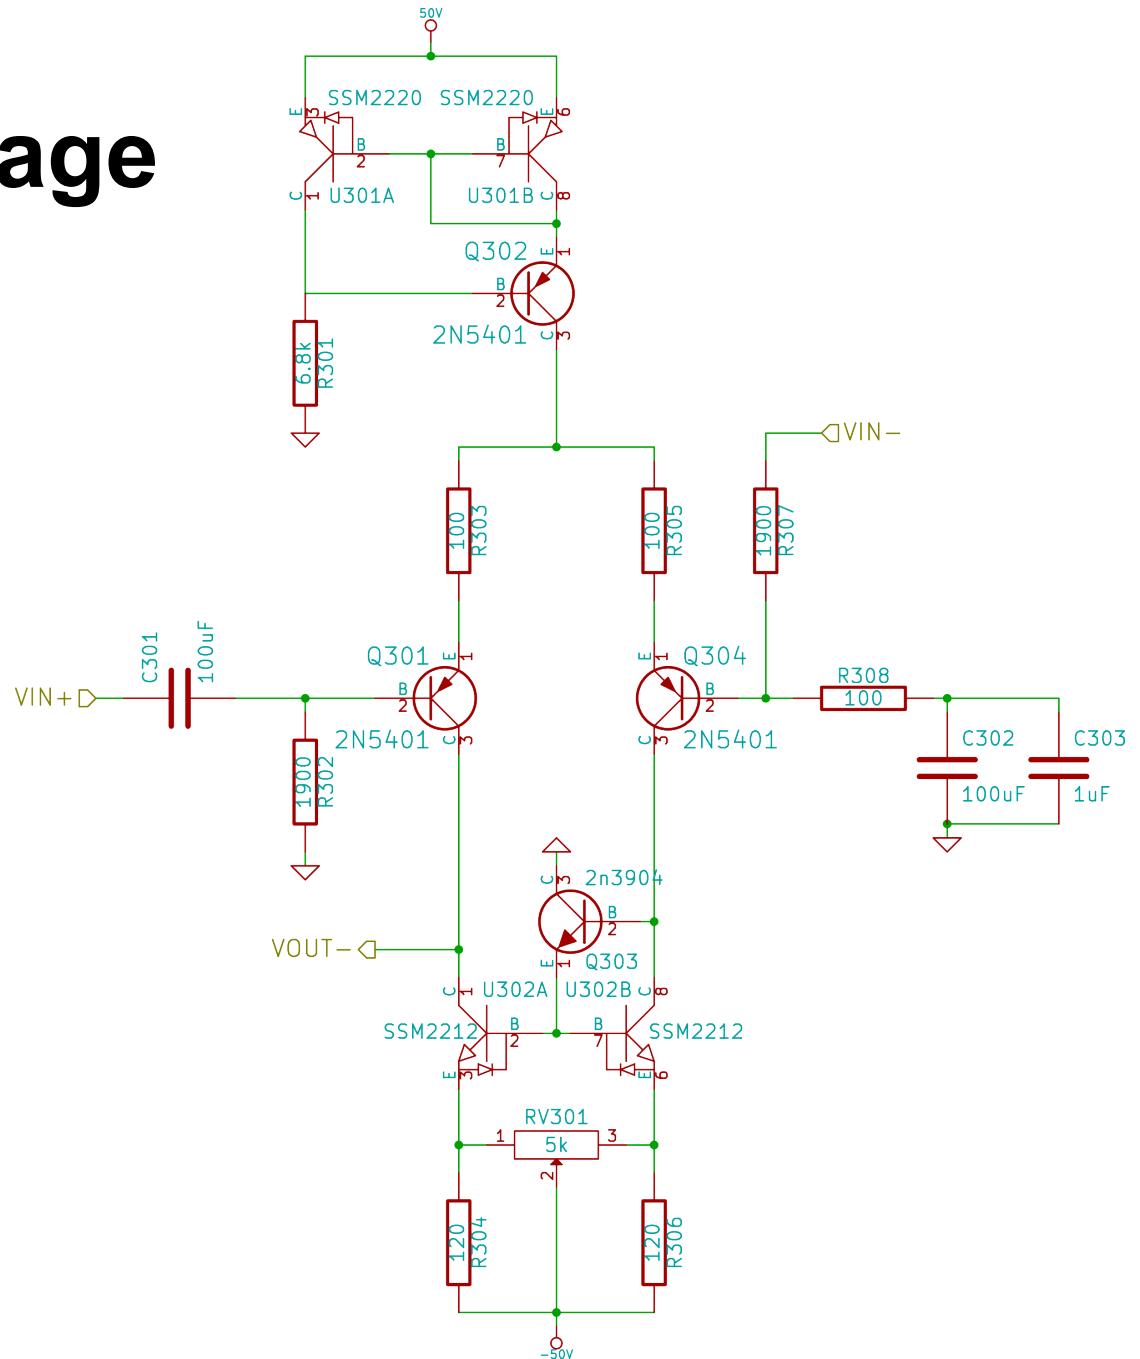 50V
age
SSM2220 SSM2220
E 3 E 6
B 2 B 7
U301A U301B
C 1 C 8
Q302
E 1
B 2
2N5401
C 3
6.8k R301
VIN-
100 R303
100 R305
1900 R307
C301 100uF
Q301 E 1
E 1 Q304
VIN+
B 2
B 2
R308
100
2N5401 C 3
C 3 2N5401
C302 C303
100uF 1uF
1900 R302
C 3 2n3904
B 2
VOUT-
E 1 Q303
C 1 U302A U302B C 8
SSM2212 B 2 B 7 SSM2212
E 3 E 6
RV301
1 5k 3
2
120 R304
120 R306
-50V